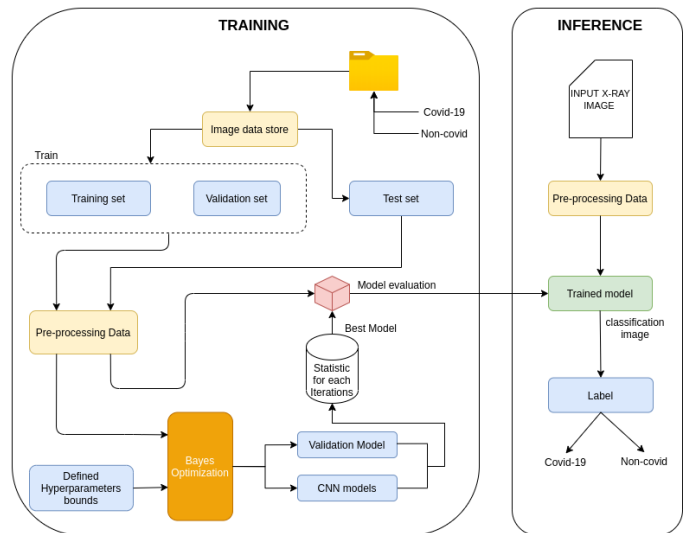 TRAINING
INFERENCE
Covid-19
Non-covid
Image data store
Train
Training set
Validation set
Test set
Pre-processing Data
Model evaluation
Best Model
Statistic
for each
Iterations
Bayes
Optimization
Validation Model
CNN models
Defined
Hyperparameters
bounds
INPUT X-RAY
IMAGE
Pre-processing Data
Trained model
classification
image
Label
Covid-19
Non-covid